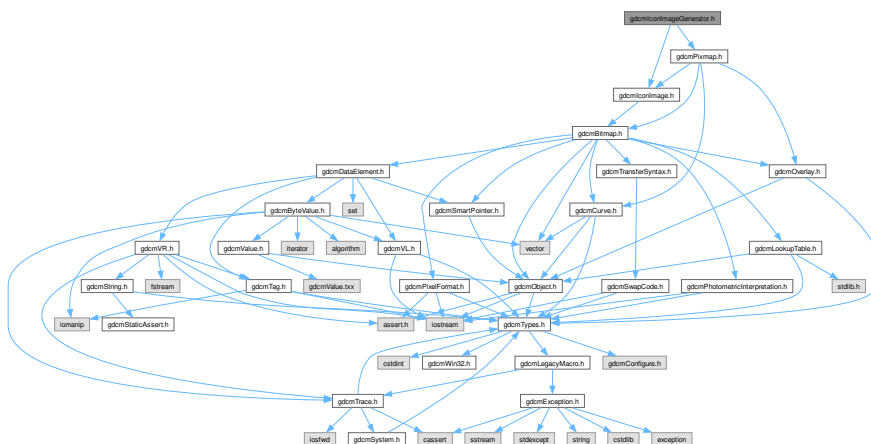 gdcmIconImageGenerator.h
gdcmPixmap.h
gdcmIconImage.h
gdcmBitmap.h
gdcmDataElement.h
gdcmTransferSyntax.h
gdcmOverlay.h
gdcmByteValue.h
set
gdcmSmartPointer.h
gdcmCurve.h
gdcmVR.h
gdcmValue.h
iterator
algorithm
gdcmVL.h
vector
gdcmLookupTable.h
gdcmString.h
fstream
gdcmTag.h
gdcmValue.txx
gdcmPixelFormat.h
gdcmObject.h
gdcmSwapCode.h
gdcmPhotometricInterpretation.h
stdlib.h
iomanip
gdcmStaticAssert.h
assert.h
iostream
gdcmTypes.h
cstdint
gdcmWin32.h
gdcmLegacyMacro.h
gdcmConfigure.h
gdcmTrace.h
gdcmException.h
iosfwd
gdcmSystem.h
cassert
sstream
stdexcept
string
cstdlib
exception